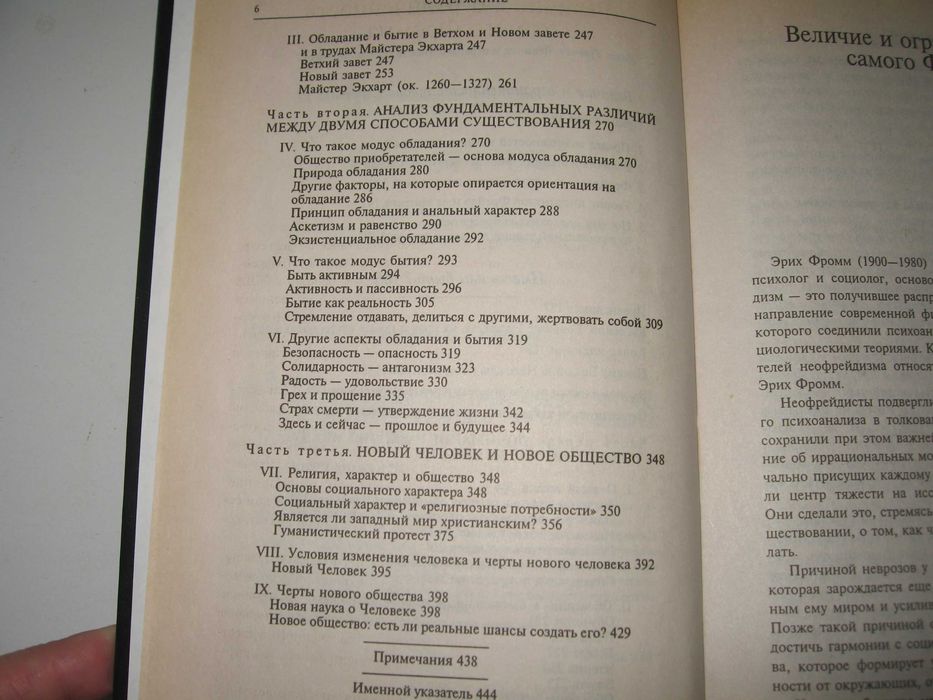 6
СОДЕРЖАНИЕ
III. Обладание и бытие в Ветхом и Новом завете 247
и в трудах Майстера Экхарта 247
Ветхий завет 247
Новый завет 253
Майстер Экхарт (ок. 1260—1327) 261
Часть вторая. АНАЛИЗ ФУНДАМЕНТАЛЬНЫХ РАЗЛИЧИЙ
МЕЖДУ ДВУМЯ СПОСОБАМИ СУЩЕСТВОВАНИЯ 270
IV. Что такое модус обладания? 270
Общество приобретателей — основа модуса обладания 270
Природа обладания 280
Другие факторы, на которые опирается ориентация на
обладание 286
Принцип обладания и анальный характер 288
Аскетизм и равенство 290
Экзистенциальное обладание 292
V. Что такое модус бытия? 293
Быть активным 294
Активность и пассивность 296
Бытие как реальность 305
Стремление отдавать, делиться с другими, жертвовать собой 309
VI. Другие аспекты обладания и бытия 319
Безопасность — опасность 319
Солидарность — антагонизм 323
Радость — удовольствие 330
Грех и прощение 335
Страх смерти — утверждение жизни 342
Здесь и сейчас — прошлое и будущее 344
Часть третья. НОВЫЙ ЧЕЛОВЕК И НОВОЕ ОБЩЕСТВО 348
VII. Религия, характер и общество 348
Основы социального характера 348
Социальный характер и «религиозные потребности» 350
Является ли западный мир христианским? 356
Гуманистический протест 375
VIII. Условия изменения человека и черты нового человека 392
Новый Человек 395
IX. Черты нового общества 398
Новая наука о Человеке 398
Новое общество: есть ли реальные шансы создать его? 429
Примечания 438
Именной указатель 444
Величие и огр
самого Ф
Эрих Фромм (1900—1980)
психолог и социолог, осново
дизм — это получившее распр
направление современной фи
которого соединили психоан
циологическими теориями. К
телей неофрейдизма относят
Эрих Фромм.
Неофрейдисты подвергли
го психоанализа в толкова
сохранили при этом важне
ние об иррациональных мо
чально присущих каждому
ли центр тяжести на исс
Они сделали это, стремясь
ществовании, о том, как ч
лать.
Причиной неврозов у
которая зарождается еще
ным ему миром и усилив
Позже такой причиной
достичь гармонии с соци
ва, которое формирует
ности от окружающих,